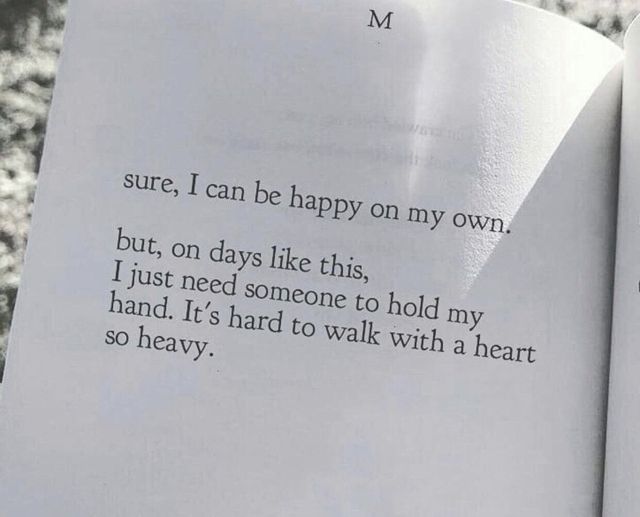 M
sure, I can be happy on my own.
but, on days like this,
I just need someone to hold my
hand. It's hard to walk with a heart
so heavy.